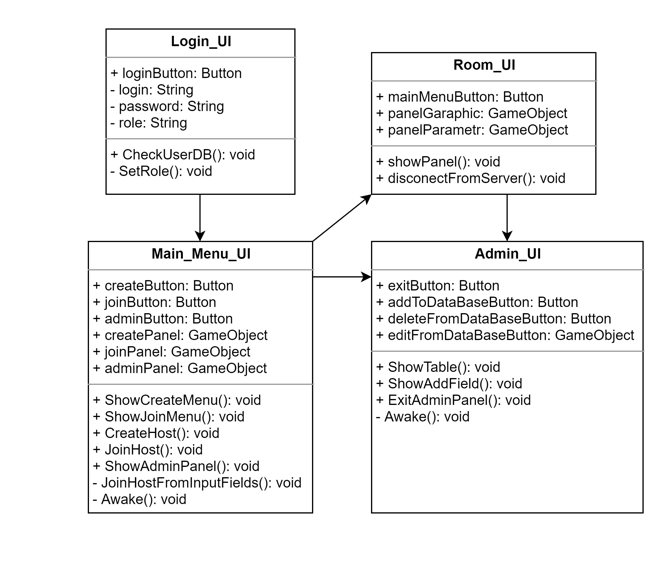 Login_UI
+ loginButton: Button
- login: String
- password: String
- role: String
+ CheckUserDB(): void
- SetRole(): void
Room_UI
+ mainMenuButton: Button
+ panelGaraphic: GameObject
+ panelParametr: GameObject
+ showPanel(): void
+ disconectFromServer(): void
Main_Menu_UI
+ createButton: Button
+ joinButton: Button
+ adminButton: Button
+ createPanel: GameObject
+ joinPanel: GameObject
+ adminPanel: GameObject
+ ShowCreateMenu(): void
+ ShowJoinMenu(): void
+ CreateHost(): void
+ JoinHost(): void
+ ShowAdminPanel(): void
- JoinHostFromInputFields(): void
- Awake(): void
Admin_UI
+ exitButton: Button
+ addToDataBaseButton: Button
+ deleteFromDataBaseButton: Button
+ editFromDataBaseButton: GameObject
+ ShowTable(): void
+ ShowAddField(): void
+ ExitAdminPanel(): void
- Awake(): void